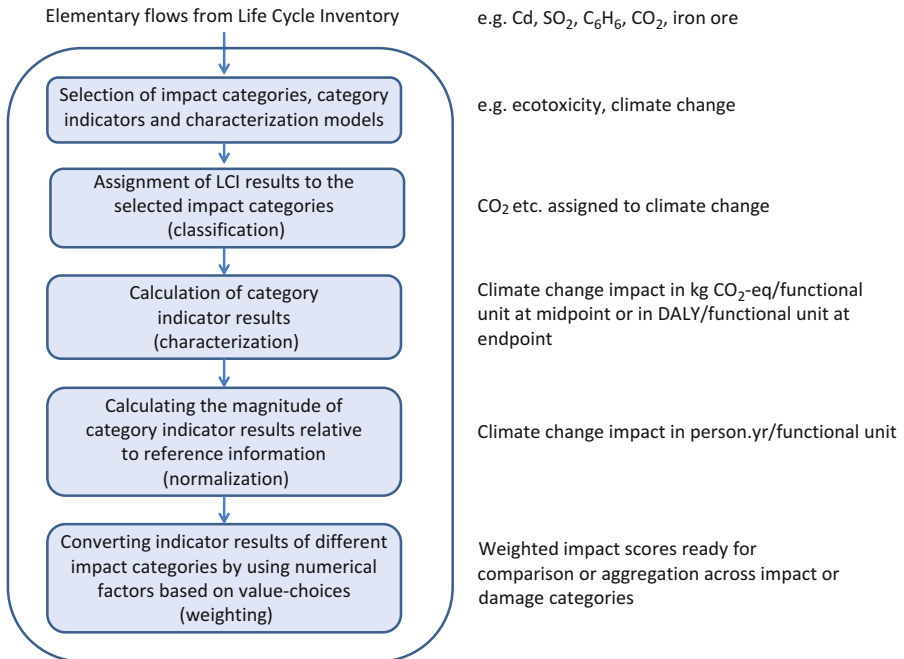 Elementary flows from Life Cycle Inventory
e.g. Cd, SO₂, C₆H₆, CO₂, iron ore
Selection of impact categories, category
indicators and characterization models
e.g. ecotoxicity, climate change
Assignment of LCI results to the
selected impact categories
(classification)
CO₂ etc. assigned to climate change
Calculation of category
indicator results
(characterization)
Climate change impact in kg CO₂-eq/functional
unit at midpoint or in DALY/functional unit at
endpoint
Calculating the magnitude of
category indicator results relative
to reference information
(normalization)
Climate change impact in person.yr/functional unit
Converting indicator results of different
impact categories by using numerical
factors based on value-choices
(weighting)
Weighted impact scores ready for
comparison or aggregation across impact or
damage categories